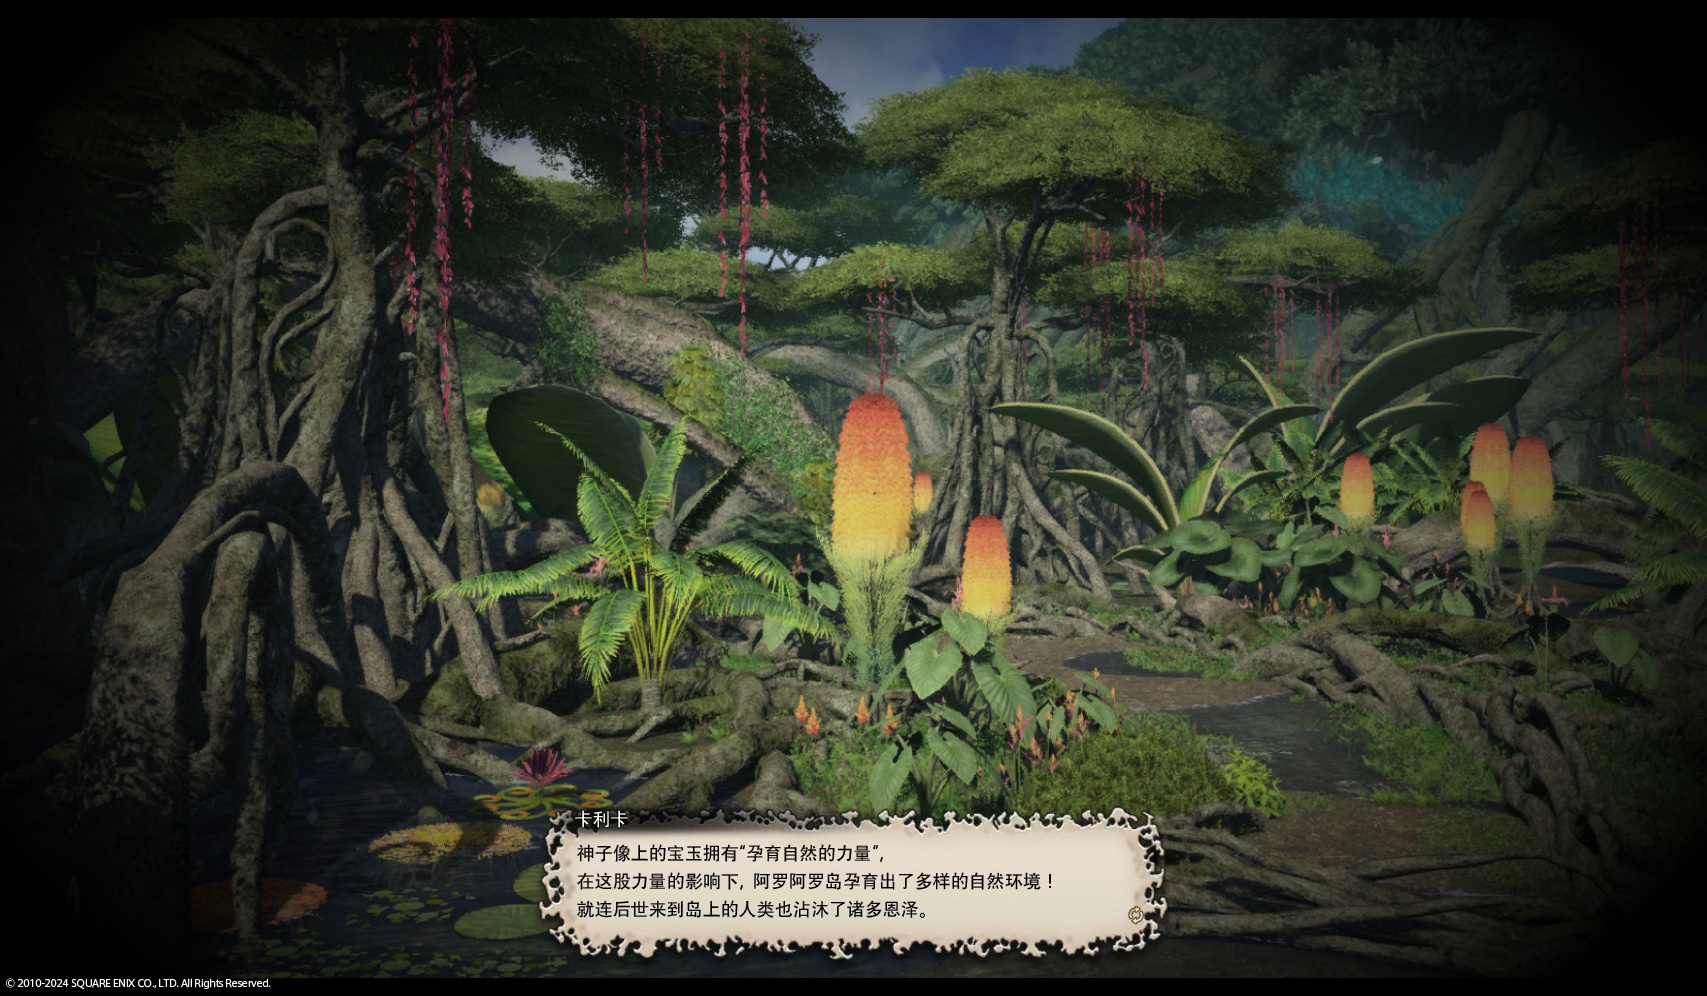 卡利卡
神子像上的宝玉拥有“孕育自然的力量”，
在这股力量的影响下，阿罗阿罗岛孕育出了多样的自然环境！
就连后世来到岛上的人类也沾沐了诸多恩泽。
© 2010-2024 SQUARE ENIX CO., LTD. All Rights Reserved.